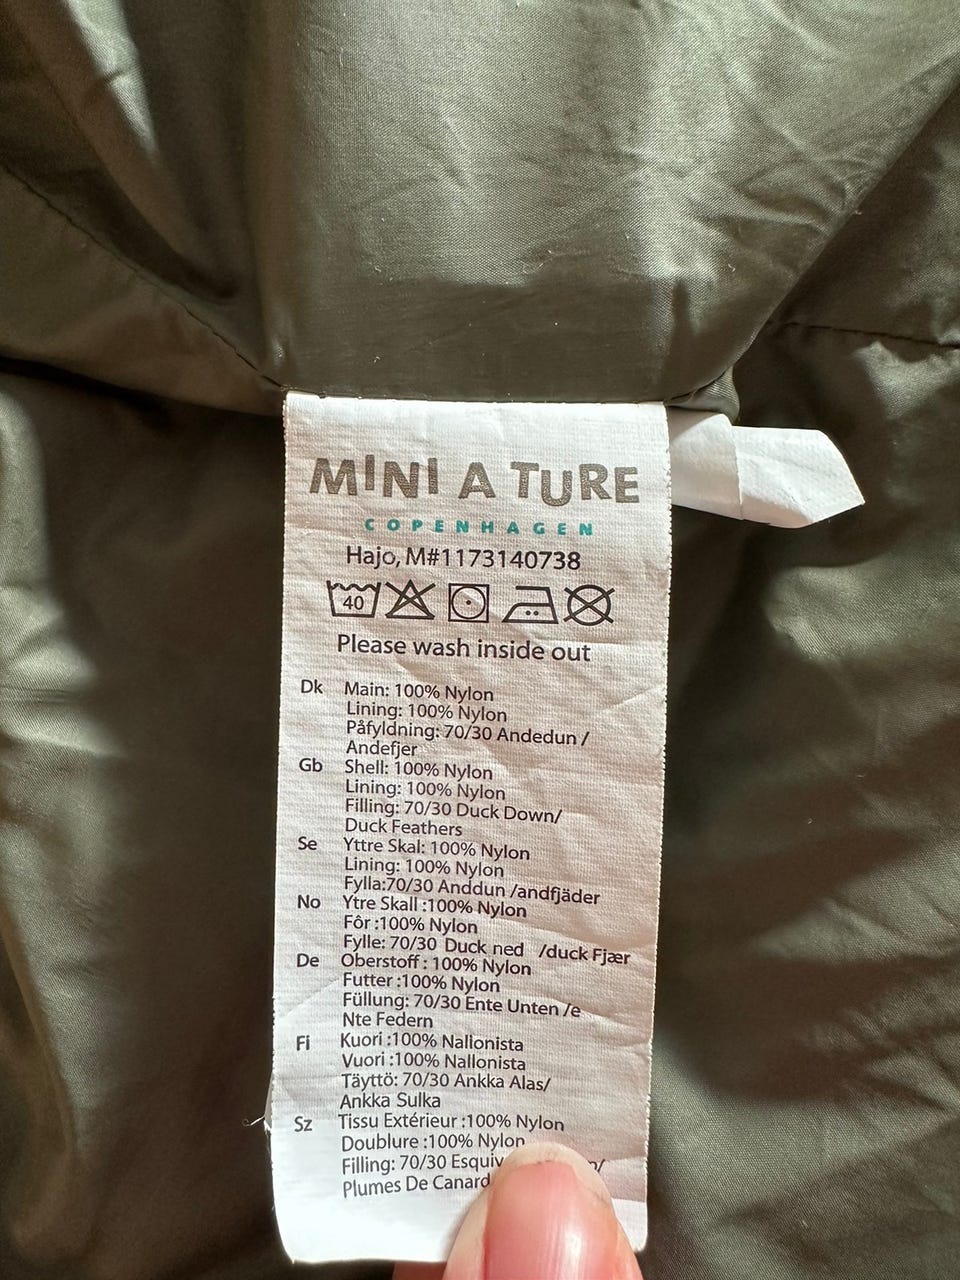 MINI A TURE
COPENHAGEN
Hajo, M#1173140738
40
Please wash inside out
Dk Main: 100% Nylon
Lining: 100% Nylon
Påfyldning: 70/30 Andedun /
Andefjer
Gb Shell: 100% Nylon
Lining: 100% Nylon
Filling: 70/30 Duck Down/
Duck Feathers
Se Yttre Skal: 100% Nylon
Lining: 100% Nylon
Fylla:70/30 Anddun /andfjäder
No Ytre Skall :100% Nylon
Fôr :100% Nylon
Fylle: 70/30 Duck ned /duck Fjær
De Oberstoff : 100% Nylon
Futter :100% Nylon
Füllung: 70/30 Ente Unten /e
Nte Federn
Fi Kuori :100% Nallonista
Vuori :100% Nallonista
Täyttö: 70/30 Ankka Alas/
Ankka Sulka
Sz Tissu Extérieur :100% Nylon
Doublure :100% Nylon
Filling: 70/30
Plumes De Canard